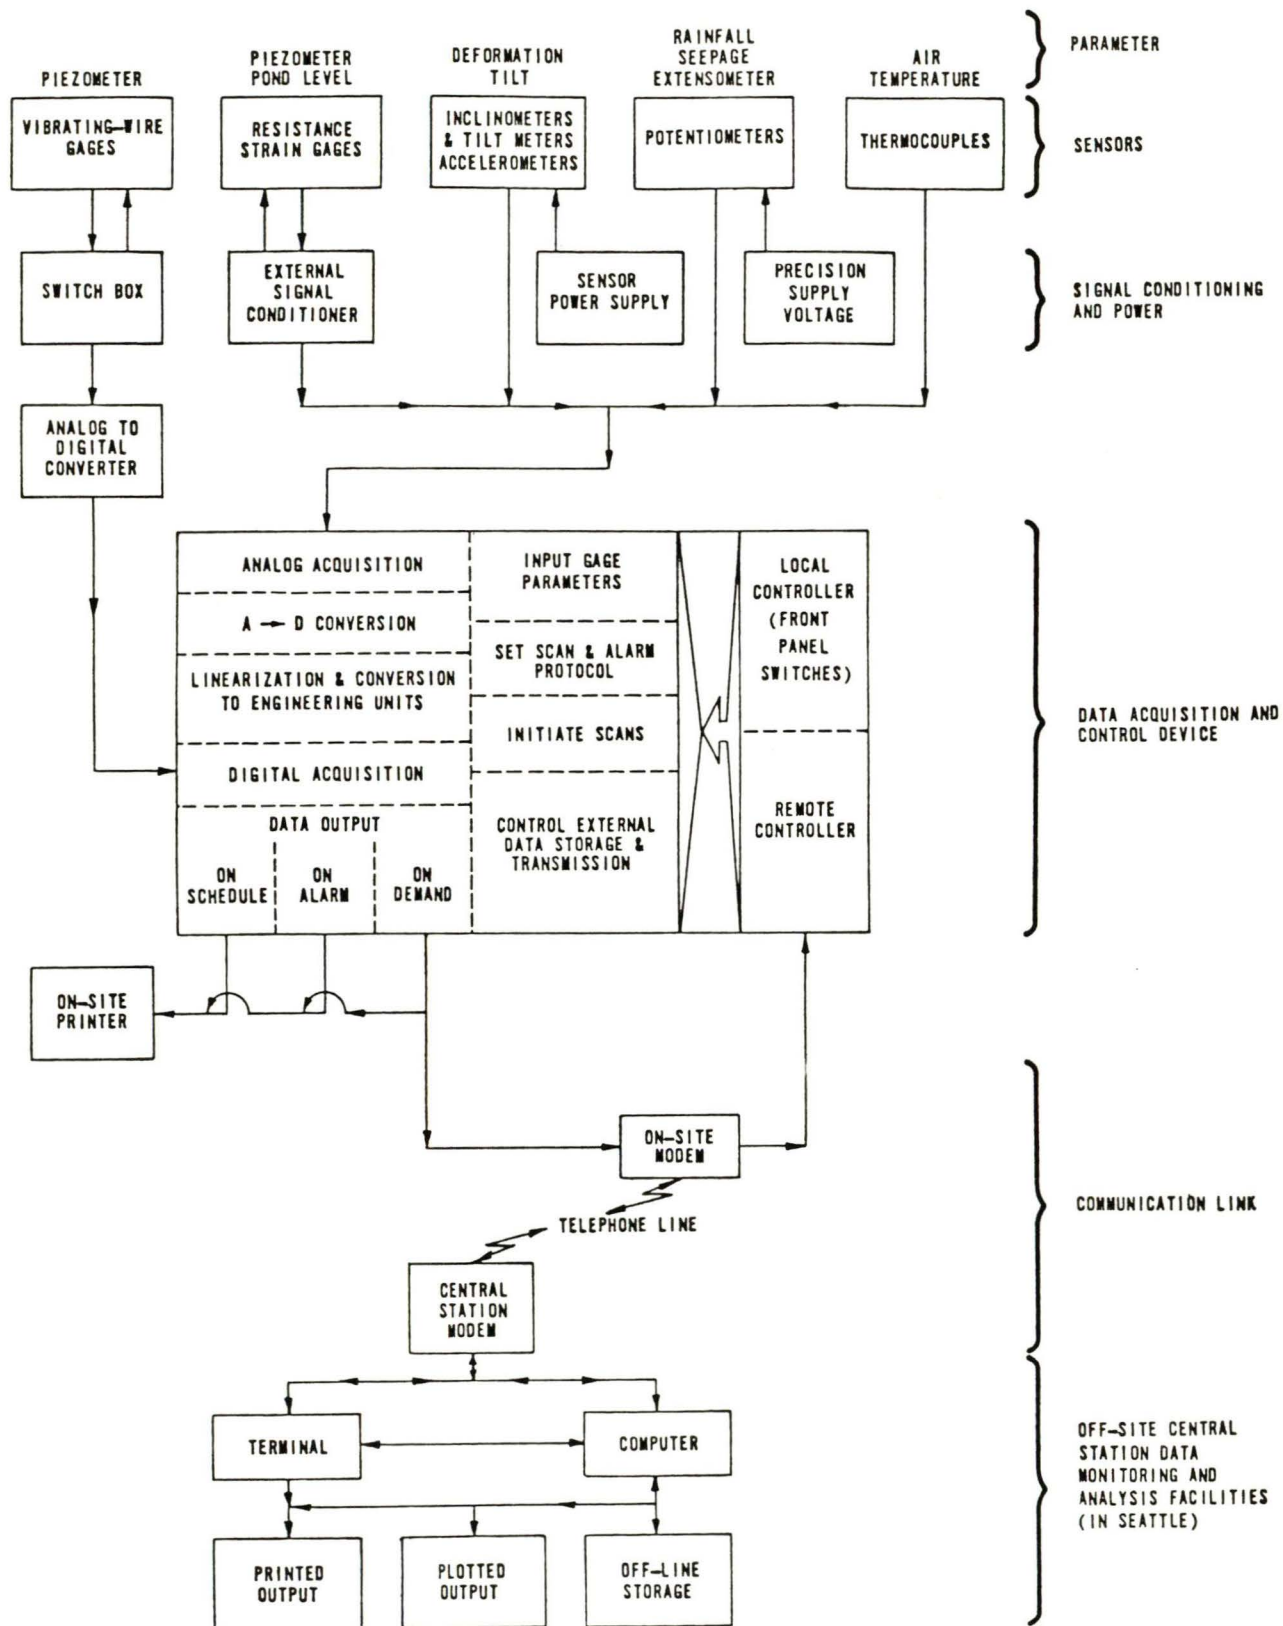 PARAMETER
PIEZOMETER
PIEZOMETER
POND LEVEL
DEFORMATION
TILT
RAINFALL
SEEPAGE
EXTENSOMETER
AIR
TEMPERATURE
SENSORS
VIBRATING-WIRE
GAGES
RESISTANCE
STRAIN GAGES
INCLINOMETERS
& TILT METERS
ACCELEROMETERS
POTENTIOMETERS
THERMOCOUPLES
SIGNAL CONDITIONING
AND POWER
SWITCH BOX
EXTERNAL
SIGNAL
CONDITIONER
SENSOR
POWER SUPPLY
PRECISION
SUPPLY
VOLTAGE
ANALOG TO
DIGITAL
CONVERTER
DATA ACQUISITION AND
CONTROL DEVICE
ANALOG ACQUISITION
A → D CONVERSION
LINEARIZATION & CONVERSION
TO ENGINEERING UNITS
DIGITAL ACQUISITION
DATA OUTPUT
ON
SCHEDULE
ON
ALARM
ON
DEMAND
INPUT GAGE
PARAMETERS
SET SCAN & ALARM
PROTOCOL
INITIATE SCANS
CONTROL EXTERNAL
DATA STORAGE &
TRANSMISSION
LOCAL
CONTROLLER
(FRONT
PANEL
SWITCHES)
REMOTE
CONTROLLER
ON-SITE
PRINTER
COMMUNICATION LINK
ON-SITE
MODEM
TELEPHONE LINE
CENTRAL
STATION
MODEM
OFF-SITE CENTRAL
STATION DATA
MONITORING AND
ANALYSIS FACILITIES
(IN SEATTLE)
TERMINAL
COMPUTER
PRINTED
OUTPUT
PLOTTED
OUTPUT
OFF-LINE
STORAGE